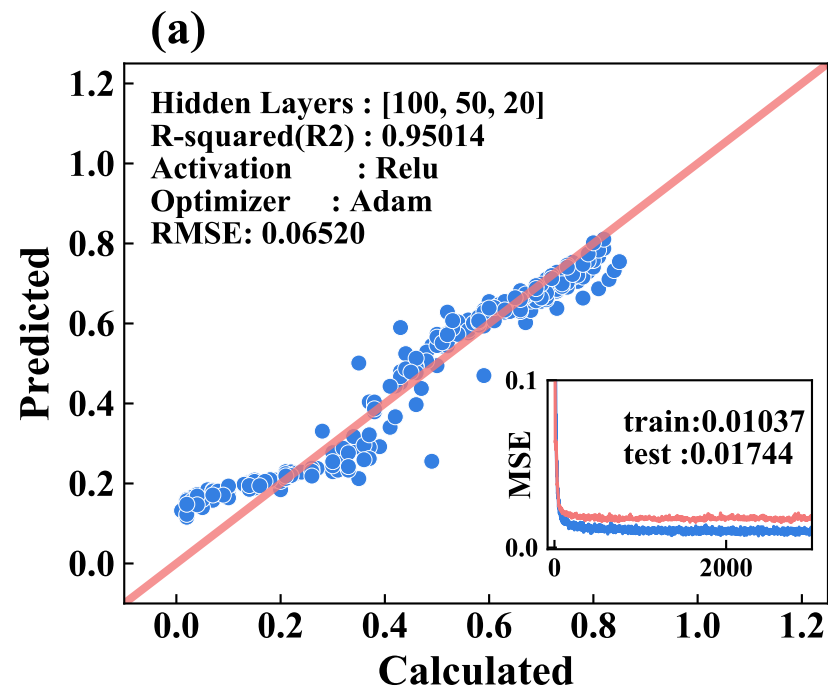 (a)
Hidden Layers : [100, 50, 20]
R-squared(R2) : 0.95014
Activation : Relu
Optimizer : Adam
RMSE: 0.06520
Predicted
1.2
1.0
0.8
0.6
0.4
0.2
0.0
0.0 0.2 0.4 0.6 0.8 1.0 1.2
Calculated
MSE
0.1
0.0
train:0.01037
test :0.01744
0 2000